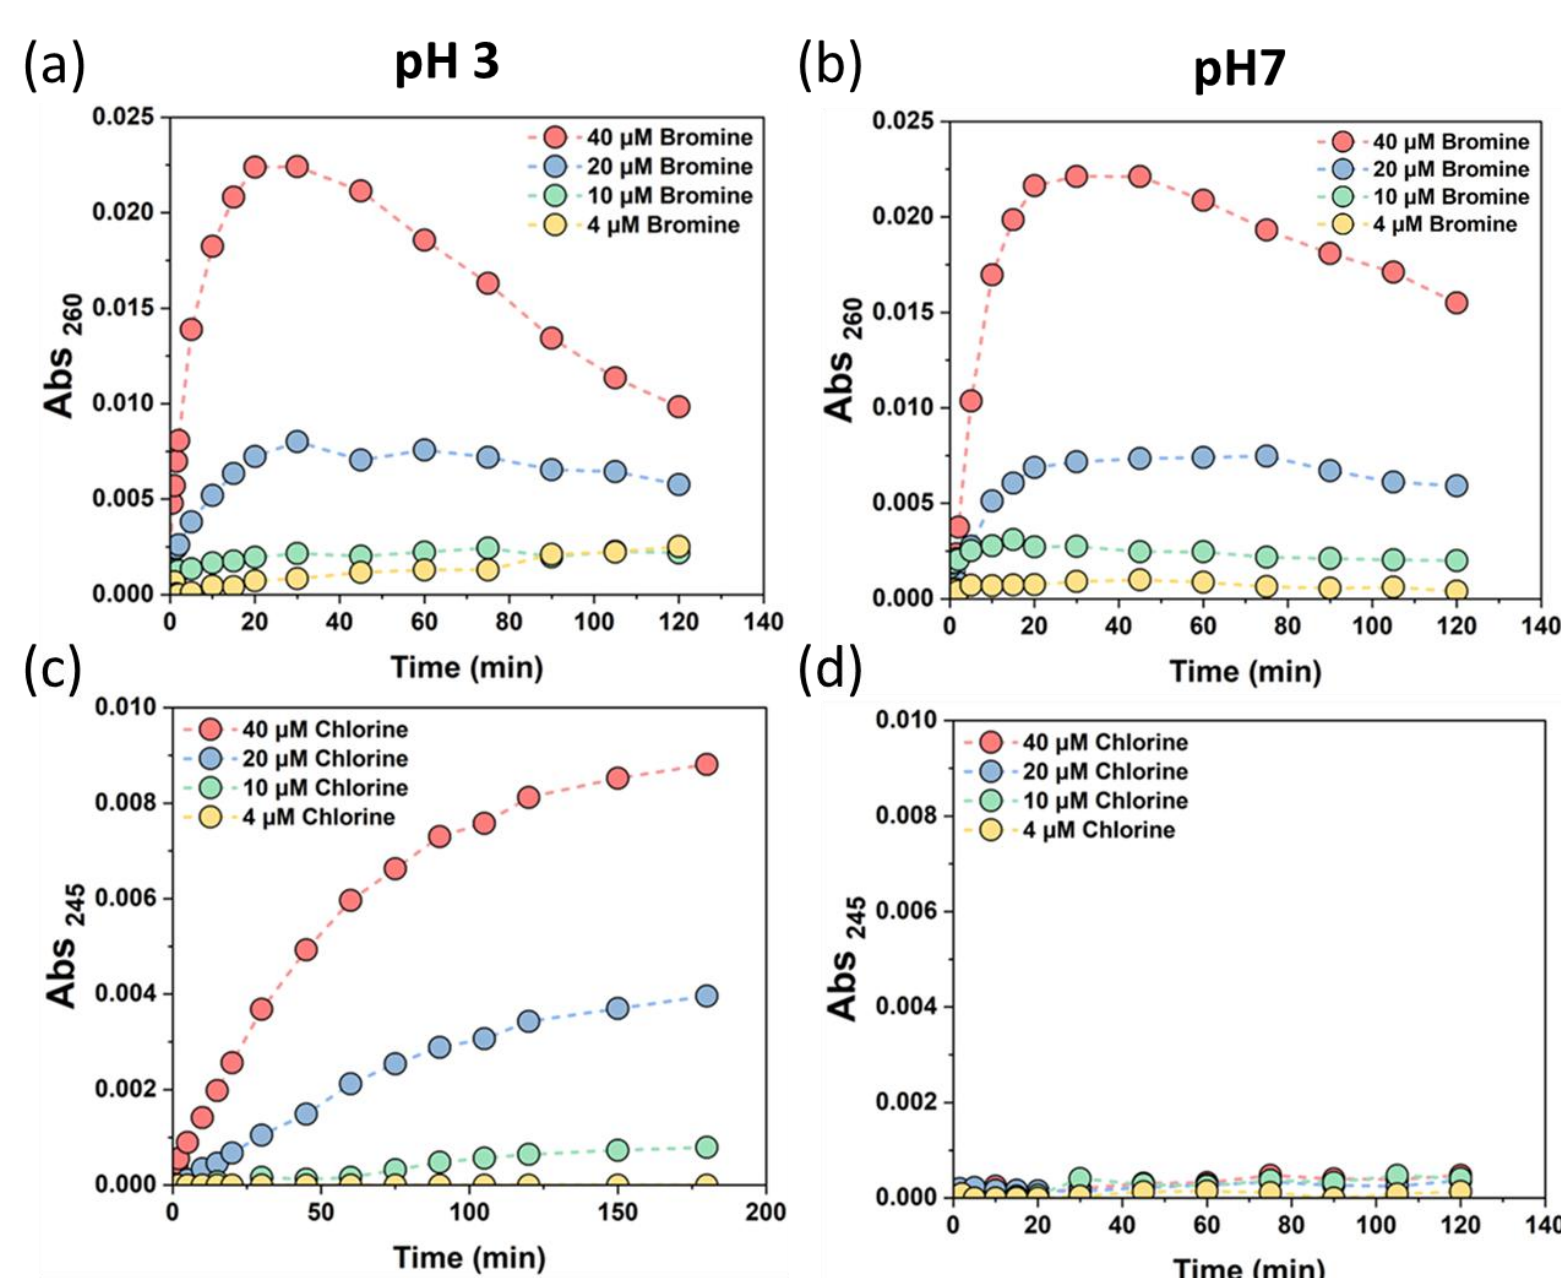 (a) pH 3
0.025
0.020
0.015
0.010
0.005
0.000
Abs 260
40 µM Bromine
20 µM Bromine
10 µM Bromine
4 µM Bromine
0 20 40 60 80 100 120 140
Time (min)
(b) pH7
0.025
0.020
0.015
0.010
0.005
0.000
Abs 260
40 µM Bromine
20 µM Bromine
10 µM Bromine
4 µM Bromine
0 20 40 60 80 100 120 140
Time (min)
(c)
0.010
0.008
0.006
0.004
0.002
0.000
Abs 245
40 µM Chlorine
20 µM Chlorine
10 µM Chlorine
4 µM Chlorine
0 50 100 150 200
Time (min)
(d)
0.010
0.008
0.006
0.004
0.002
0.000
Abs 245
40 µM Chlorine
20 µM Chlorine
10 µM Chlorine
4 µM Chlorine
0 20 40 60 80 100 120 140
Time (min)